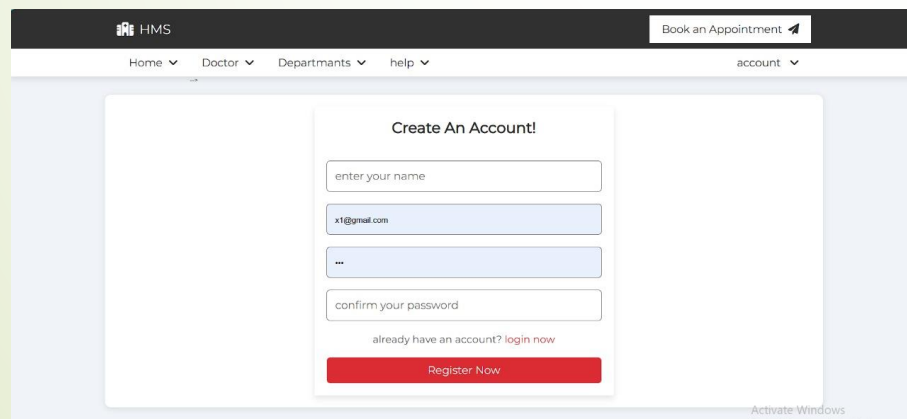 HMS
Book an Appointment
Home Doctor Departmants help account
Create An Account!
enter your name
x1@gmail.com
•••
confirm your password
already have an account? login now
Register Now
Activate Windows